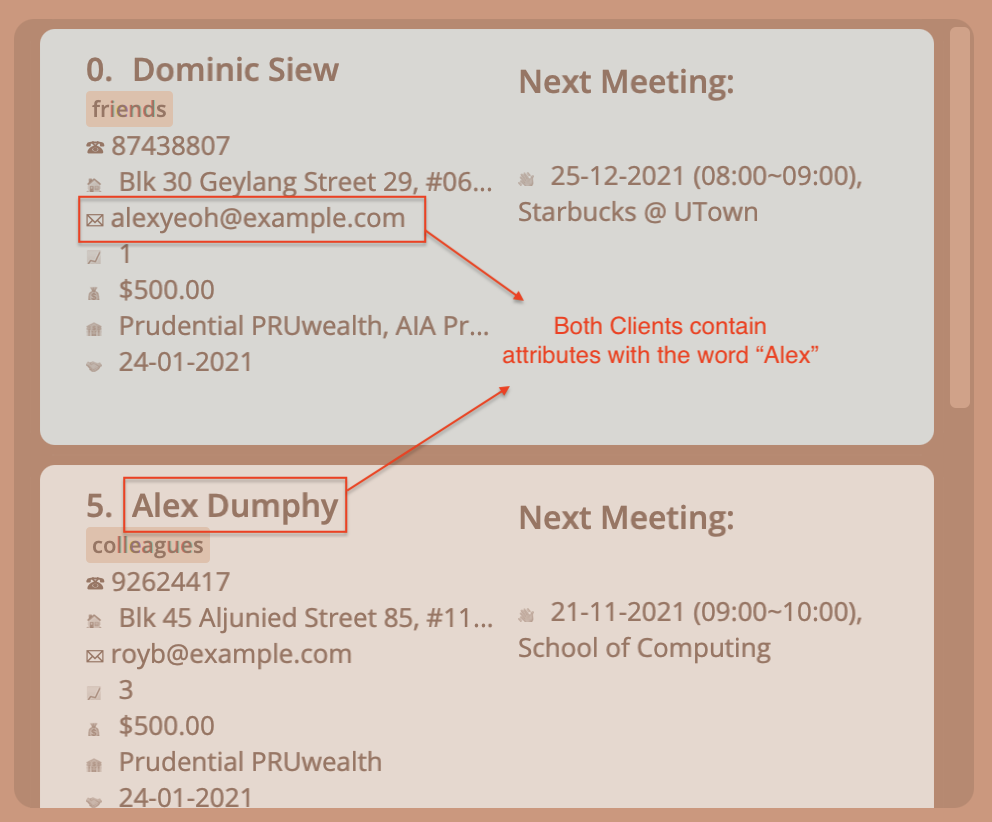 0. Dominic Siew
friends
87438807
Blk 30 Geylang Street 29, #06...
alexyeoh@example.com
1
$500.00
Prudential PRUwealth, AIA Pr...
24-01-2021
Next Meeting:
25-12-2021 (08:00~09:00),
Starbucks @ UTown
Both Clients contain
attributes with the word “Alex”
5. Alex Dumphy
colleagues
92624417
Blk 45 Aljunied Street 85, #11...
royb@example.com
3
$500.00
Prudential PRUwealth
24-01-2021
Next Meeting:
21-11-2021 (09:00~10:00),
School of Computing